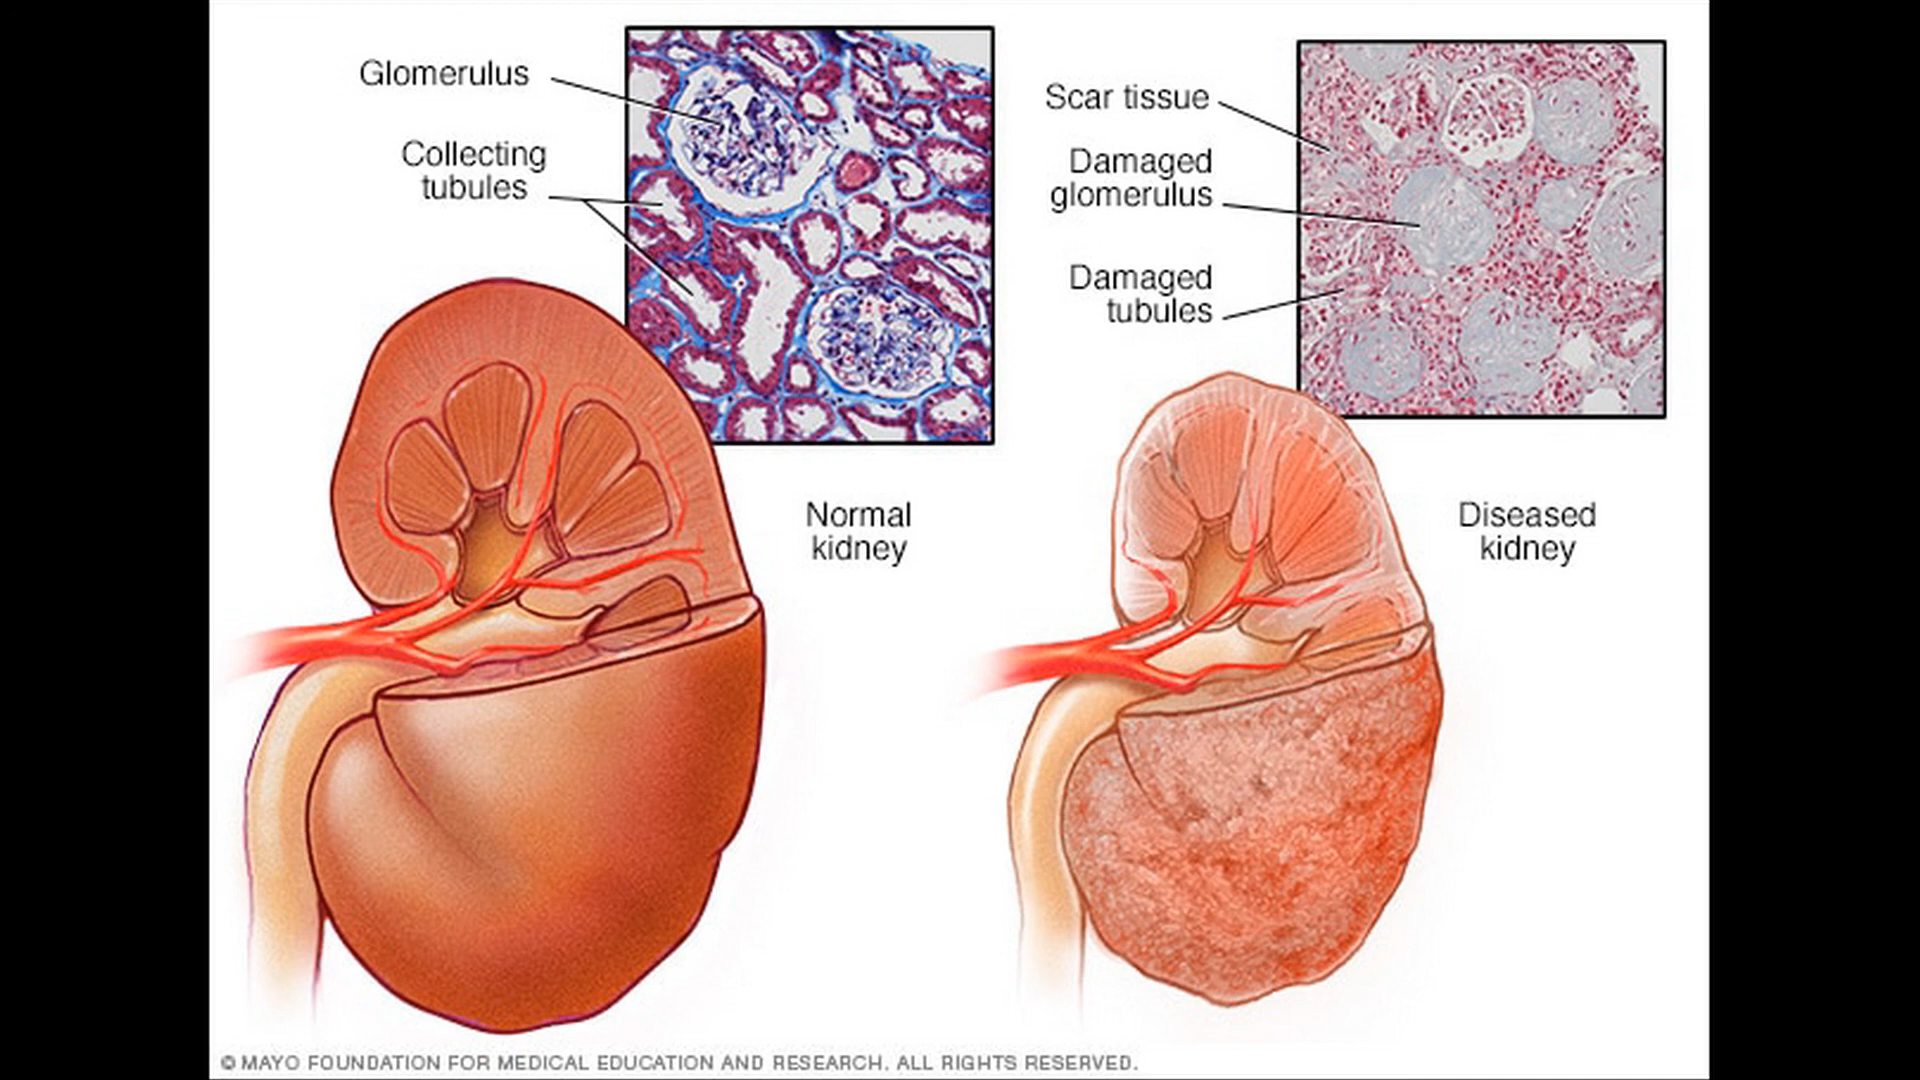 Glomerulus
Collecting
tubules
Scar tissue
Damaged
glomerulus
Damaged
tubules
Normal
kidney
Diseased
kidney
© MAYO FOUNDATION FOR MEDICAL EDUCATION AND RESEARCH. ALL RIGHTS RESERVED.